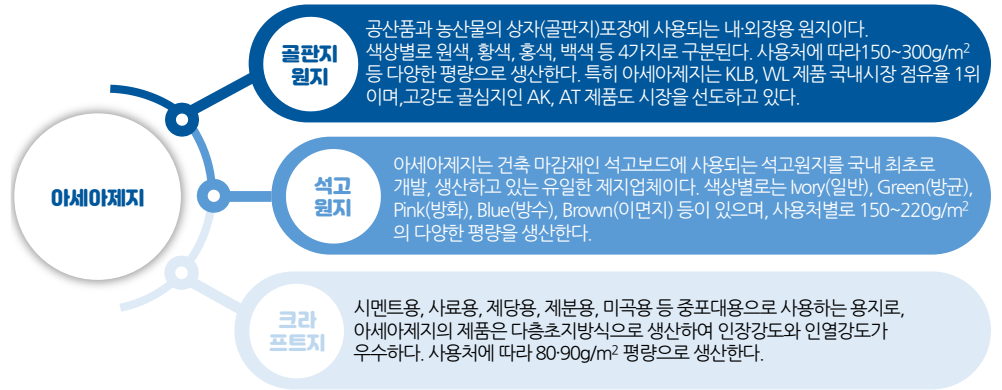 아세아제지
골판지
원지
공산품과 농산물의 상자(골판지)포장에 사용되는 내·외장용 원지이다.
색상별로 원색, 황색, 홍색, 백색 등 4가지로 구분된다. 사용처에 따라150~300g/m²
등 다양한 평량으로 생산한다. 특히 아세아제지는 KLB, WL 제품 국내시장 점유율 1위
이며,고강도 골심지인 AK, AT 제품도 시장을 선도하고 있다.
석고
원지
아세아제지는 건축 마감재인 석고보드에 사용되는 석고원지를 국내 최초로
개발, 생산하고 있는 유일한 제지업체이다. 색상별로는 Ivory(일반), Green(방균),
Pink(방화), Blue(방수), Brown(이면지) 등이 있으며, 사용처별로 150~220g/m²
의 다양한 평량을 생산한다.
크라
프트지
시멘트용, 사료용, 제당용, 제분용, 미곡용 등 중포대용으로 사용하는 용지로,
아세아제지의 제품은 다층초지방식으로 생산하여 인장강도와 인열강도가
우수하다. 사용처에 따라 80·90g/m² 평량으로 생산한다.